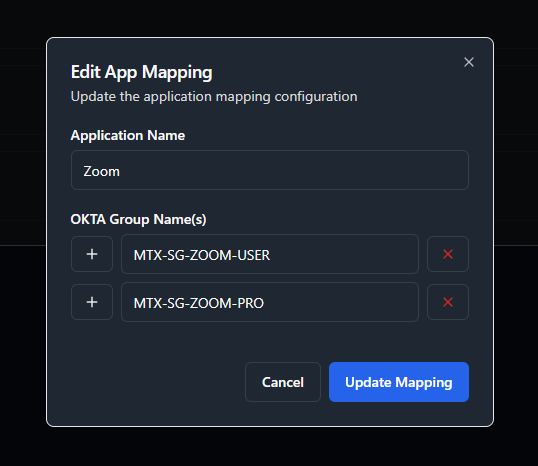 Edit App Mapping
Update the application mapping configuration
Application Name
Zoom
OKTA Group Name(s)
MTX-SG-ZOOM-USER
MTX-SG-ZOOM-PRO
Cancel Update Mapping